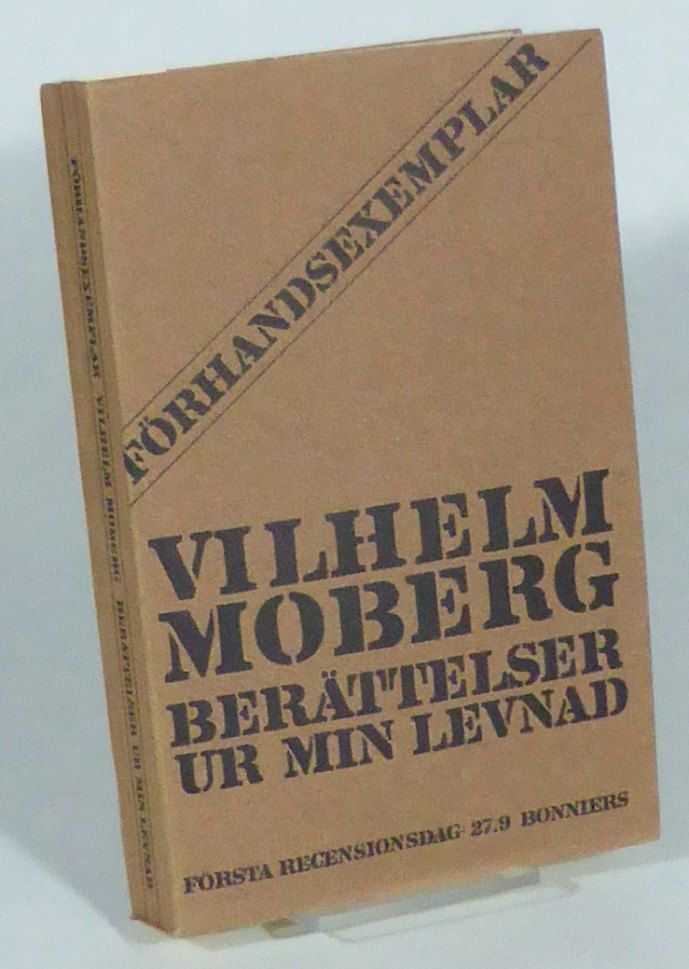 FÖRHANDSEXEMPLAR
VILHELM
MOBERG
BERÄTTELSER
UR MIN LEVNAD
FÖRSTA RECENSIONSDAG 27.9 BONNIERS
FÖRHANDSEXEMPLAR VILHELM MOBERG BERÄTTELSER UR MIN LEVNAD